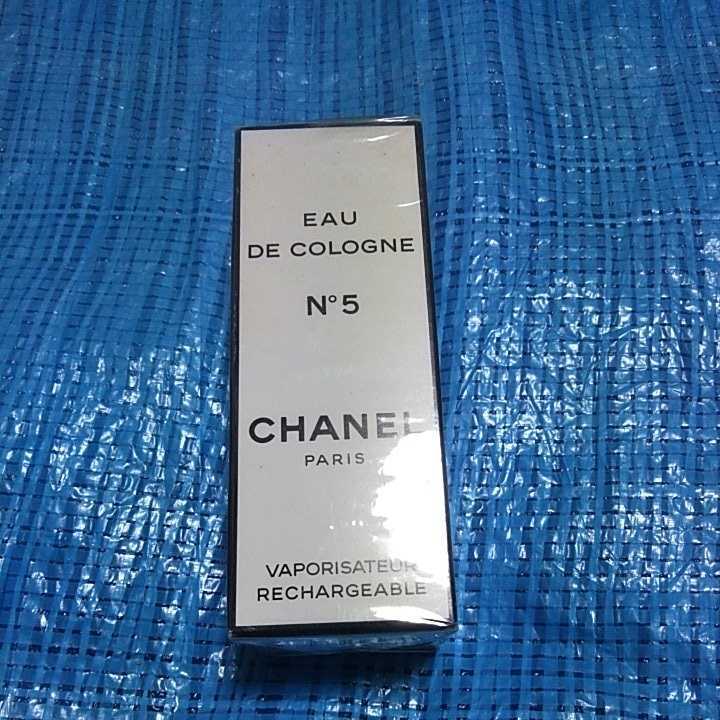 EAU
DE COLOGNE
N°5
CHANEL
PARIS
VAPORISATEUR
RECHARGEABLE